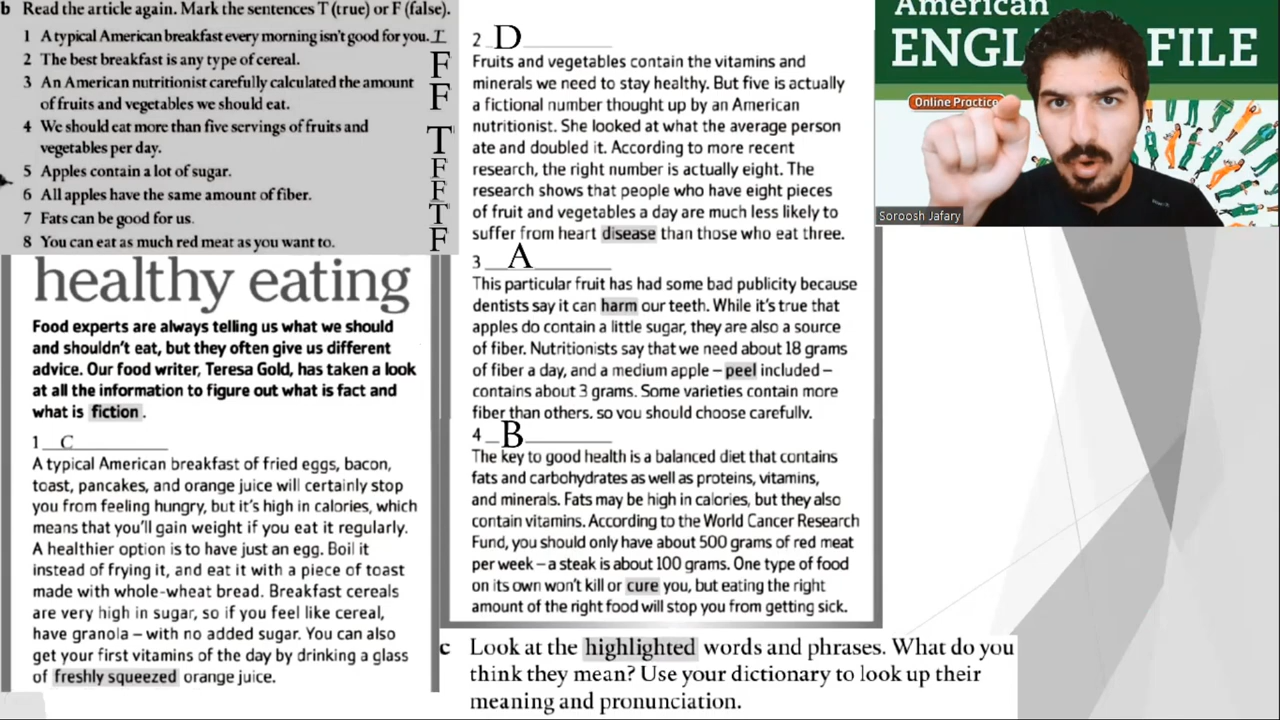 b Read the article again. Mark the sentences T (true) or F (false).
1 A typical American breakfast every morning isn't good for you. T
2 The best breakfast is any type of cereal. F
3 An American nutritionist carefully calculated the amount
of fruits and vegetables we should eat. F
4 We should eat more than five servings of fruits and
vegetables per day. T
5 Apples contain a lot of sugar. F
6 All apples have the same amount of fiber. F
7 Fats can be good for us. T
8 You can eat as much red meat as you want to. F
healthy eating
Food experts are always telling us what we should
and shouldn't eat, but they often give us different
advice. Our food writer, Teresa Gold, has taken a look
at all the information to figure out what is fact and
what is fiction.
1 C
A typical American breakfast of fried eggs, bacon,
toast, pancakes, and orange juice will certainly stop
you from feeling hungry, but it's high in calories, which
means that you'll gain weight if you eat it regularly.
A healthier option is to have just an egg. Boil it
instead of frying it, and eat it with a piece of toast
made with whole-wheat bread. Breakfast cereals
are very high in sugar, so if you feel like cereal,
have granola – with no added sugar. You can also
get your first vitamins of the day by drinking a glass
of freshly squeezed orange juice.
2 D
Fruits and vegetables contain the vitamins and
minerals we need to stay healthy. But five is actually
a fictional number thought up by an American
nutritionist. She looked at what the average person
ate and doubled it. According to more recent
research, the right number is actually eight. The
research shows that people who have eight pieces
of fruit and vegetables a day are much less likely to
suffer from heart disease than those who eat three.
3 A
This particular fruit has had some bad publicity because
dentists say it can harm our teeth. While it's true that
apples do contain a little sugar, they are also a source
of fiber. Nutritionists say that we need about 18 grams
of fiber a day, and a medium apple – peel included –
contains about 3 grams. Some varieties contain more
fiber than others, so you should choose carefully.
4 B
The key to good health is a balanced diet that contains
fats and carbohydrates as well as proteins, vitamins,
and minerals. Fats may be high in calories, but they also
contain vitamins. According to the World Cancer Research
Fund, you should only have about 500 grams of red meat
per week – a steak is about 100 grams. One type of food
on its own won't kill or cure you, but eating the right
amount of the right food will stop you from getting sick.
c Look at the highlighted words and phrases. What do you
think they mean? Use your dictionary to look up their
meaning and pronunciation.
American
ENGL FILE
Online Practice
Soroosh Jafary